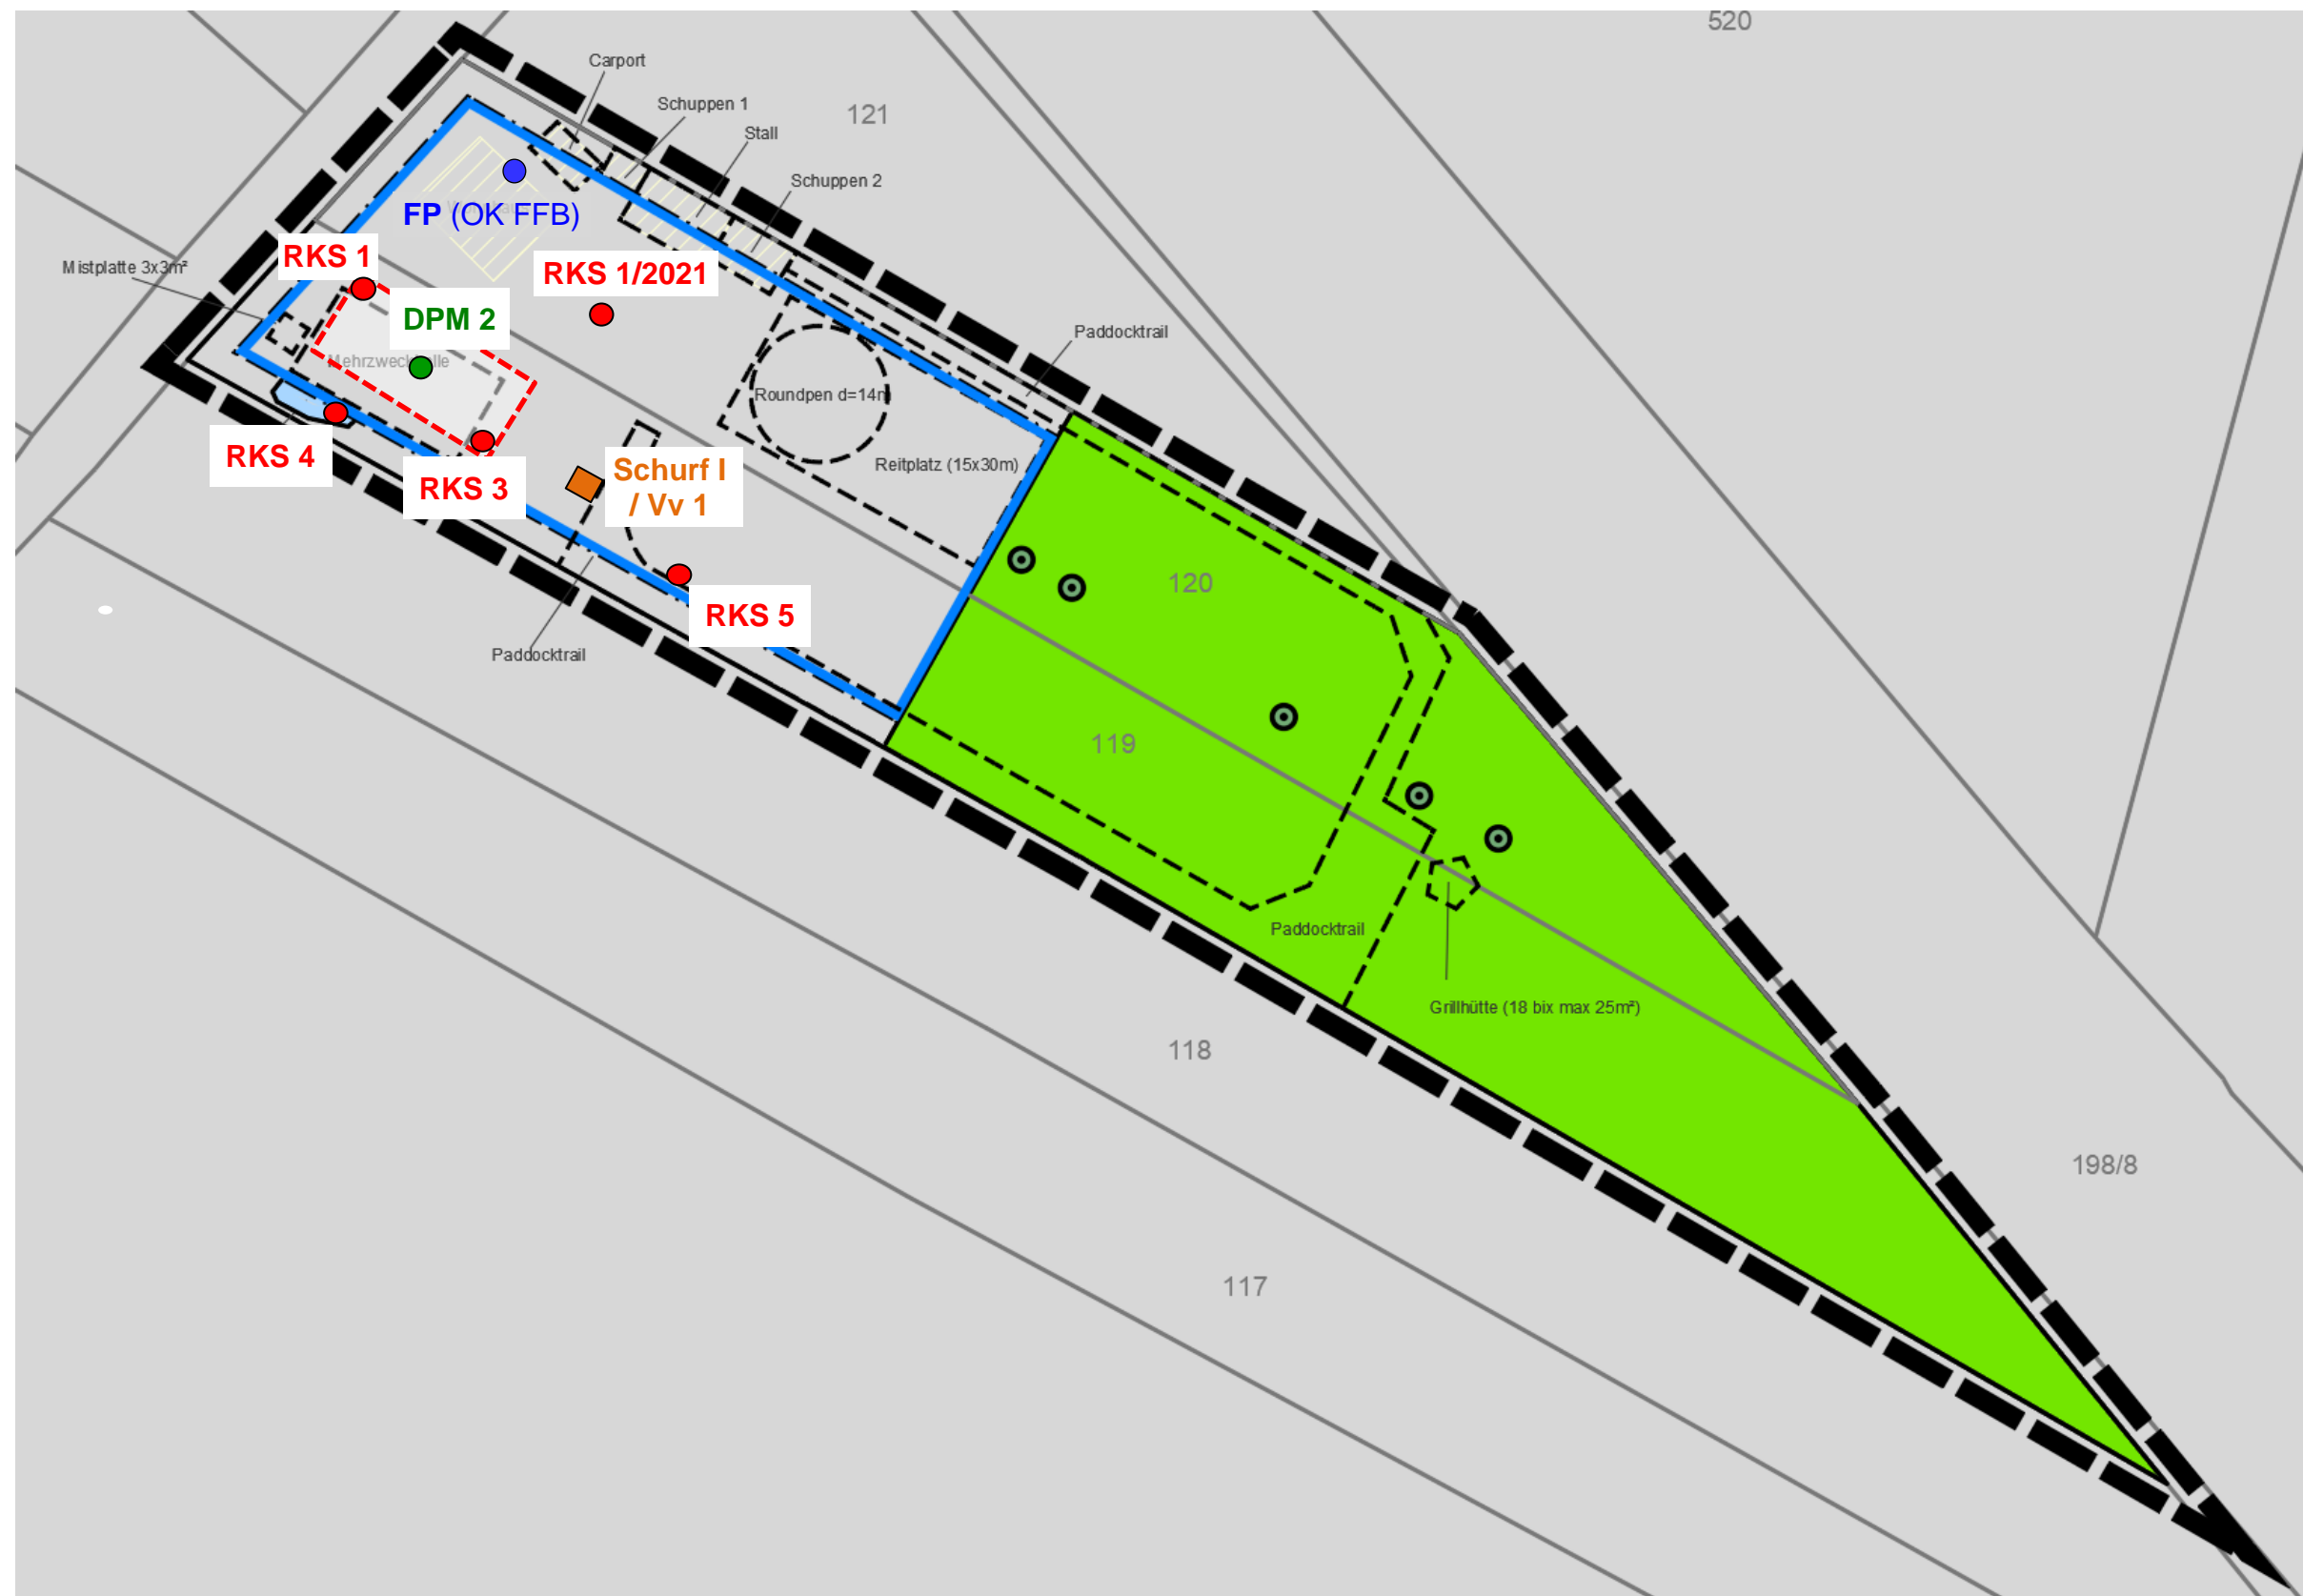 520
Carport
Schuppen 1
121
Stall
Schuppen 2
FP (OK FFB)
RKS 1
Mistplatte 3x3m²
RKS 1/2021
DPM 2
Paddocktrail
Mehrzweckhalle
Roundpen d=14m
RKS 4
Reitplatz (15x30m)
Schurf I
/ Vv 1
RKS 3
120
RKS 5
Paddocktrail
119
Paddocktrail
Grillhütte (18 bix max 25m²)
118
198/8
117